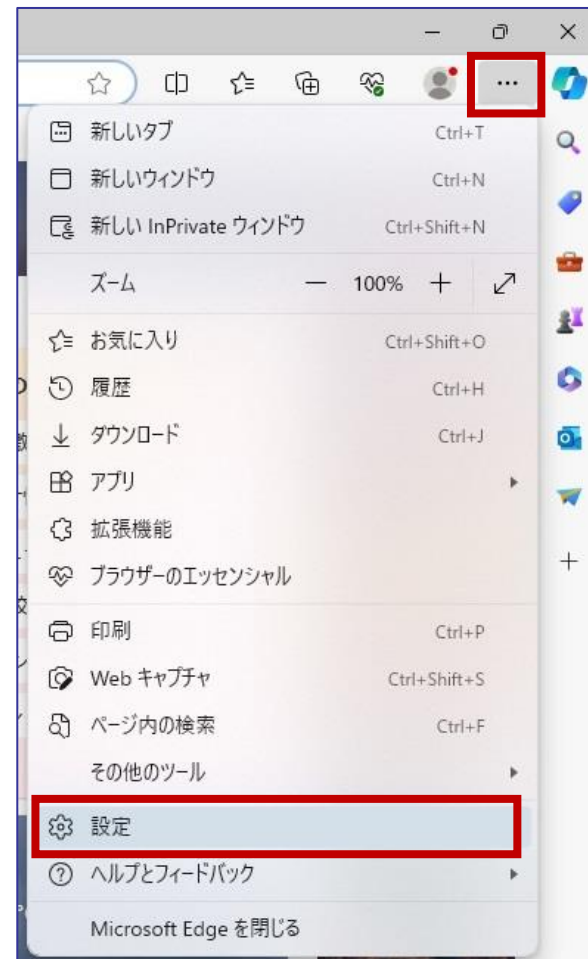 新しいタブ Ctrl+T
新しいウィンドウ Ctrl+N
新しい InPrivate ウィンドウ Ctrl+Shift+N
ズーム 100%
お気に入り Ctrl+Shift+O
履歴 Ctrl+H
ダウンロード Ctrl+J
アプリ
拡張機能
ブラウザーのエッセンシャル
印刷 Ctrl+P
Web キャプチャ Ctrl+Shift+S
ページ内の検索 Ctrl+F
その他のツール
設定
ヘルプとフィードバック
Microsoft Edge を閉じる